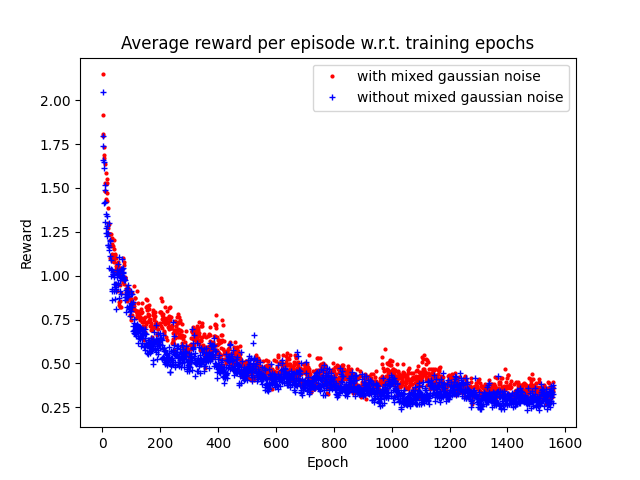 Average reward per episode w.r.t. training epochs
with mixed gaussian noise
without mixed gaussian noise
2.00
1.75
1.50
1.25
1.00
0.75
0.50
0.25
Reward
0 200 400 600 800 1000 1200 1400 1600
Epoch